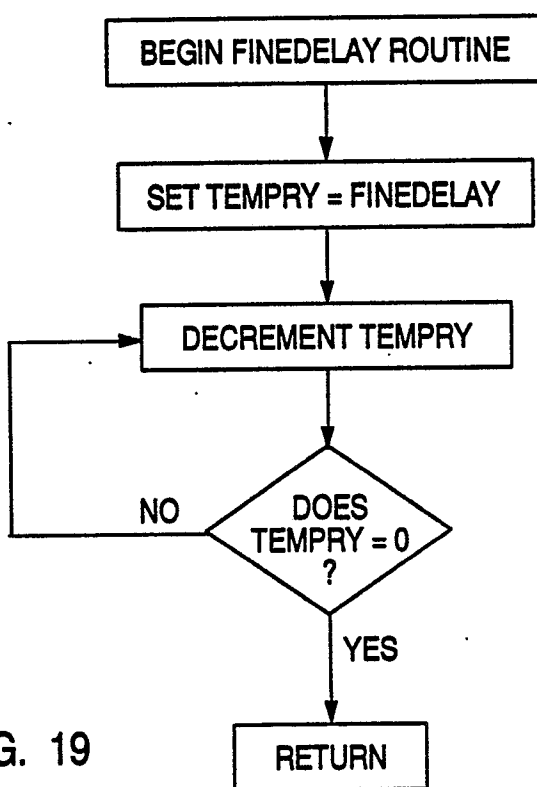 BEGIN FINEDELAY ROUTINE
SET TEMPRY = FINEDELAY
DECREMENT TEMPRY
NO
DOES
TEMPRY = 0
?
YES
G. 19
RETURN